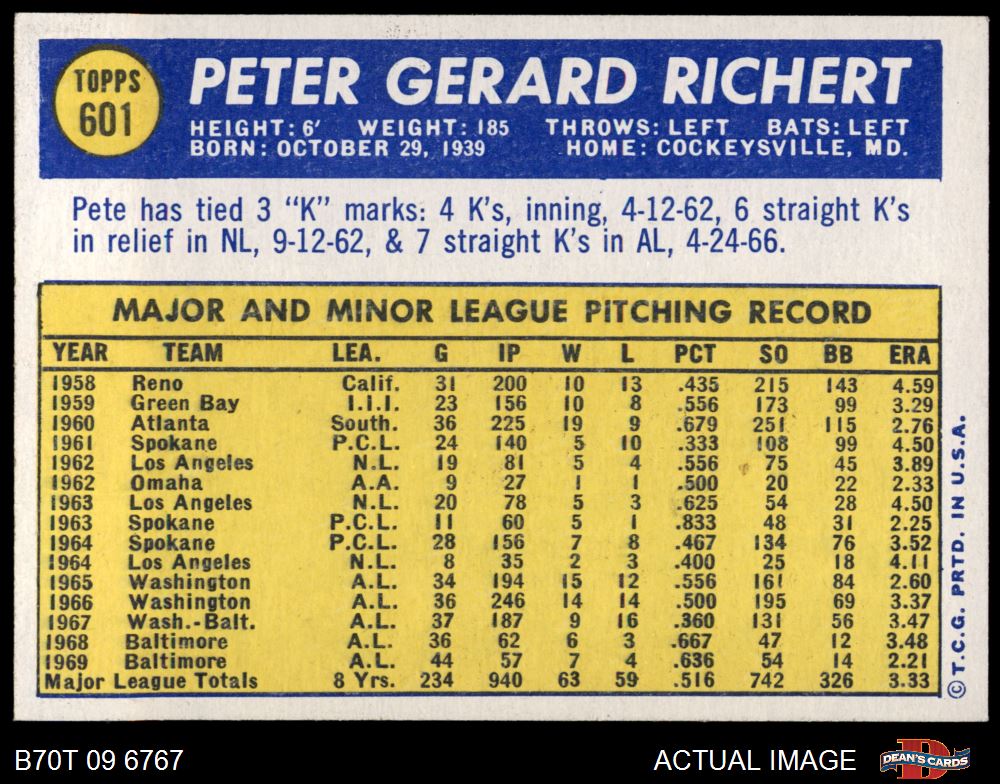 TOPPS
601
PETER GERARD RICHERT
HEIGHT: 6' WEIGHT: 185 THROWS: LEFT BATS: LEFT
BORN: OCTOBER 29, 1939 HOME: COCKEYSVILLE, MD.
Pete has tied 3 "K" marks: 4 K's, inning, 4-12-62, 6 straight K's
in relief in NL, 9-12-62, & 7 straight K's in AL, 4-24-66.
MAJOR AND MINOR LEAGUE PITCHING RECORD
YEAR TEAM LEA. G IP W L PCT SO BB ERA
1958 Reno Calif. 31 200 10 13 .435 215 143 4.59
1959 Green Bay I.I.I. 23 156 10 8 .556 173 99 3.29
1960 Atlanta South. 36 225 19 9 .679 251 115 2.76
1961 Spokane P.C.L. 24 140 5 10 .333 108 99 4.50
1962 Los Angeles N.L. 19 81 5 4 .556 75 45 3.89
1962 Omaha A.A. 9 27 1 1 .500 20 22 2.33
1963 Los Angeles N.L. 20 78 5 3 .625 54 28 4.50
1963 Spokane P.C.L. 11 60 5 1 .833 48 31 2.25
1964 Spokane P.C.L. 28 156 7 8 .467 134 76 3.52
1964 Los Angeles N.L. 8 35 2 3 .400 25 18 4.11
1965 Washington A.L. 34 194 15 12 .556 161 84 2.60
1966 Washington A.L. 36 246 14 14 .500 195 69 3.37
1967 Wash.-Balt. A.L. 37 187 9 16 .360 131 56 3.47
1968 Baltimore A.L. 36 62 6 3 .667 47 12 3.48
1969 Baltimore A.L. 44 57 7 4 .636 54 14 2.21
Major League Totals 8 Yrs. 234 940 63 59 .516 742 326 3.33
© T.C.G. PRTD. IN U.S.A.
B70T 09 6767
ACTUAL IMAGE
DEAN'S CARDS